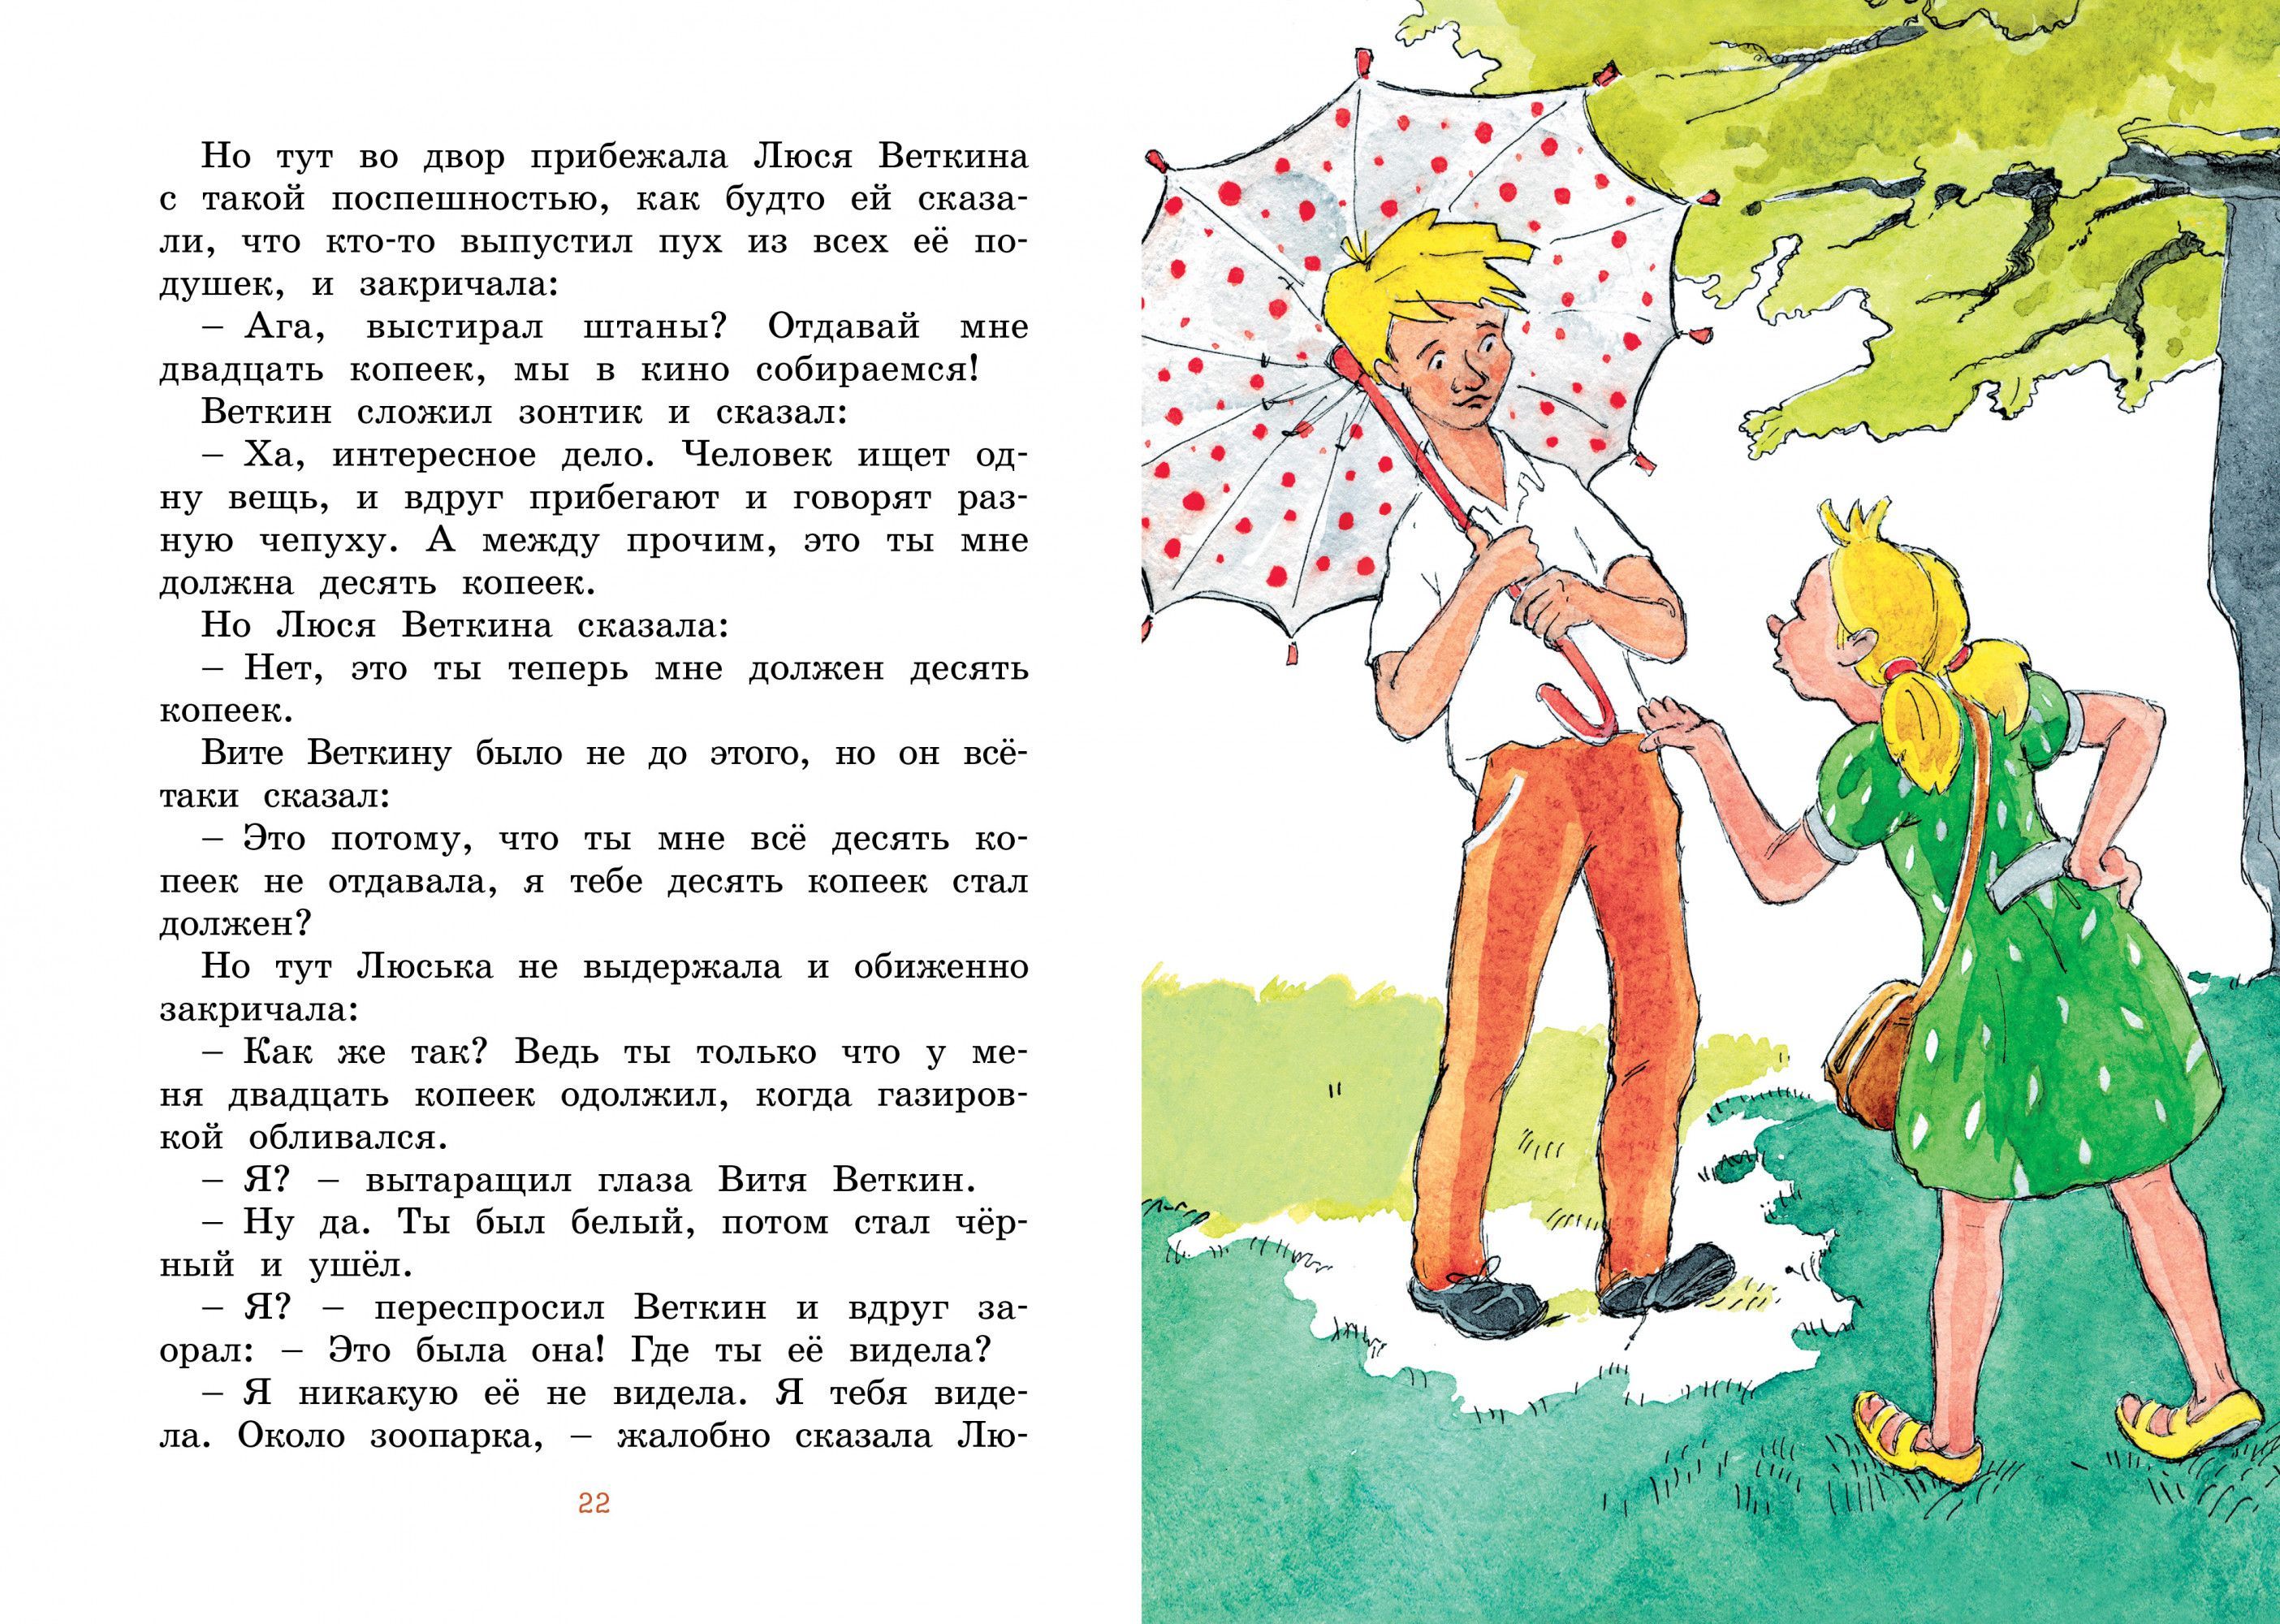 Но тут во двор прибежала Люся Веткина
с такой поспешностью, как будто ей сказа-
ли, что кто-то выпустил пух из всех её по-
душек, и закричала:
– Ага, выстирал штаны? Отдавай мне
двадцать копеек, мы в кино собираемся!
Веткин сложил зонтик и сказал:
– Ха, интересное дело. Человек ищет од-
ну вещь, и вдруг прибегают и говорят раз-
ную чепуху. А между прочим, это ты мне
должна десять копеек.
Но Люся Веткина сказала:
– Нет, это ты теперь мне должен десять
копеек.
Вите Веткину было не до этого, но он всё-
таки сказал:
– Это потому, что ты мне всё десять ко-
пеек не отдавала, я тебе десять копеек стал
должен?
Но тут Люська не выдержала и обиженно
закричала:
– Как же так? Ведь ты только что у ме-
ня двадцать копеек одолжил, когда газиров-
кой обливался.
– Я? – вытаращил глаза Витя Веткин.
– Ну да. Ты был белый, потом стал чёр-
ный и ушёл.
– Я? – переспросил Веткин и вдруг за-
орал: – Это была она! Где ты её видела?
– Я никакую её не видела. Я тебя виде-
ла. Около зоопарка, – жалобно сказала Лю-
22